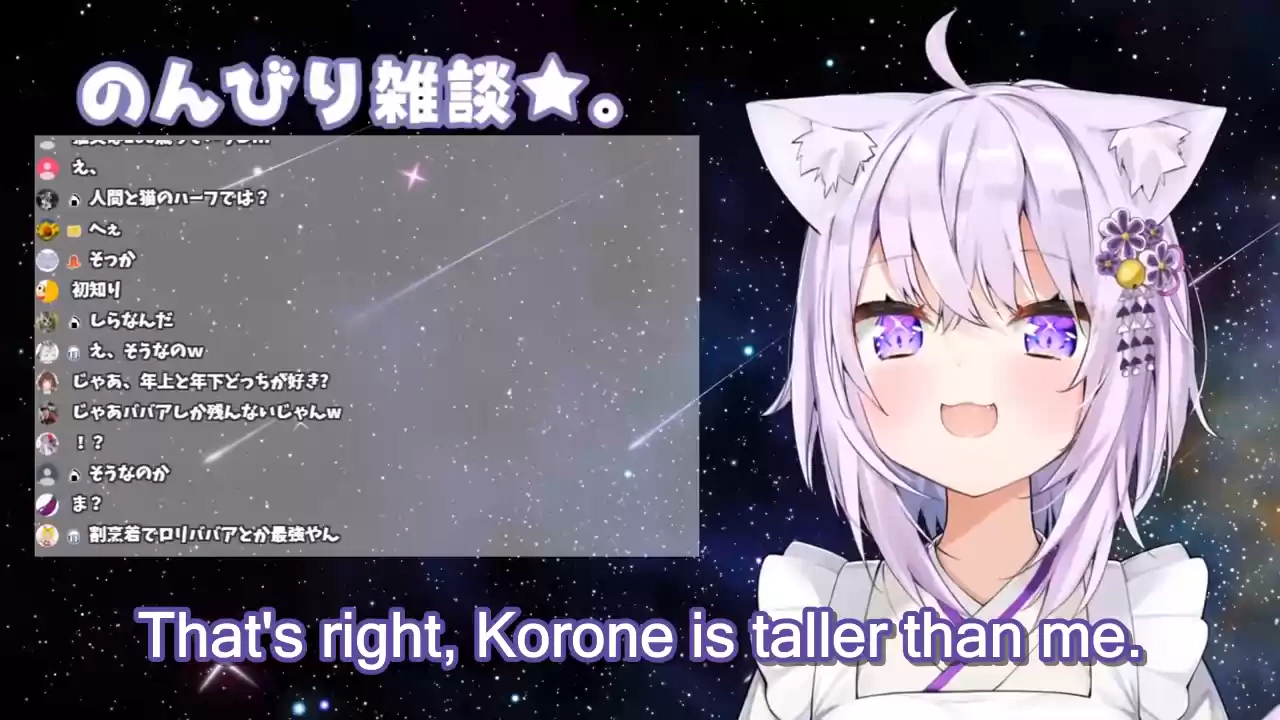 のんびり雑談★。
え、
人間と猫のハーフでは？
へぇ
そっか
初知り
しらなんだ
え、そうなのw
じゃあ、年上と年下どっちが好き?
じゃあババアしか残んないじゃんw
！？
そうなのか
ま？
割烹着でロリババアとか最強やん
That's right, Korone is taller than me.